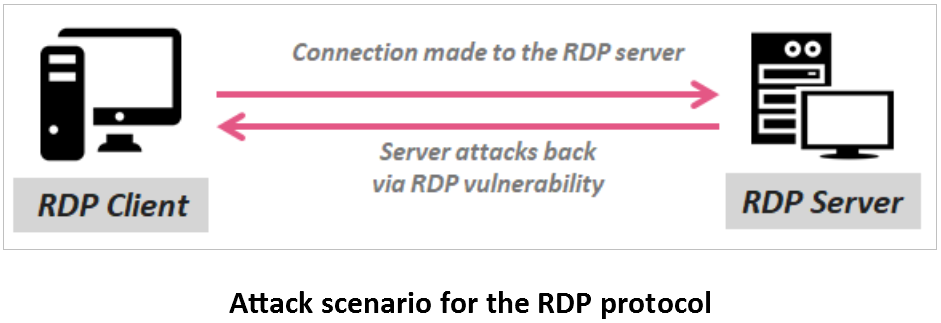 Connection made to the RDP server
Server attacks back
via RDP vulnerability
RDP Client
RDP Server
Attack scenario for the RDP protocol